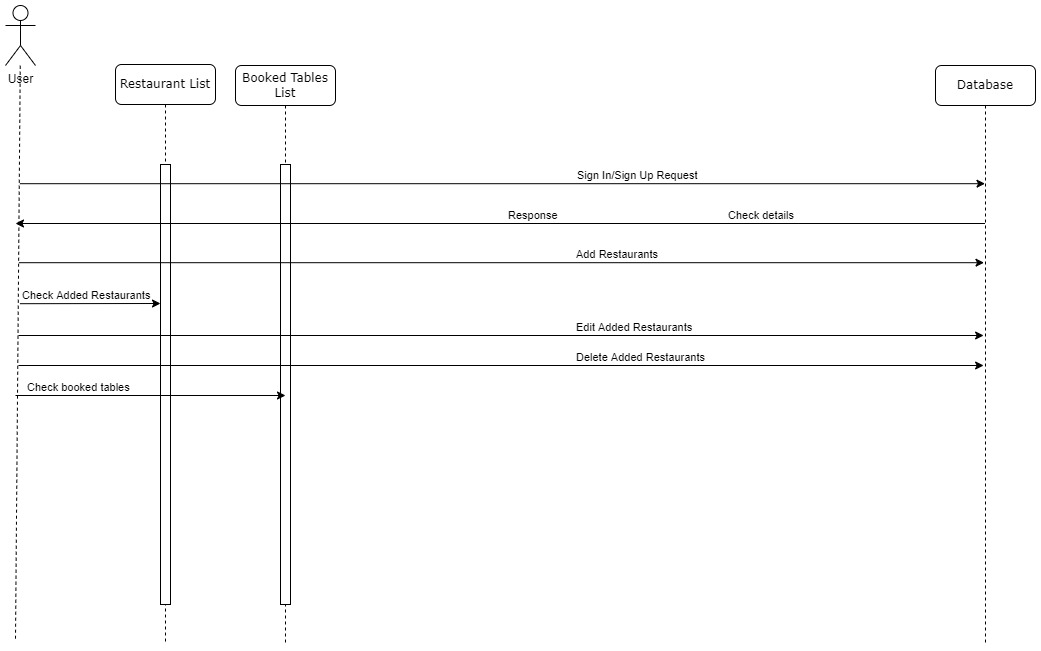 User
Restaurant List
Booked Tables
List
Database
Sign In/Sign Up Request
Response
Check details
Add Restaurants
Check Added Restaurants
Edit Added Restaurants
Delete Added Restaurants
Check booked tables